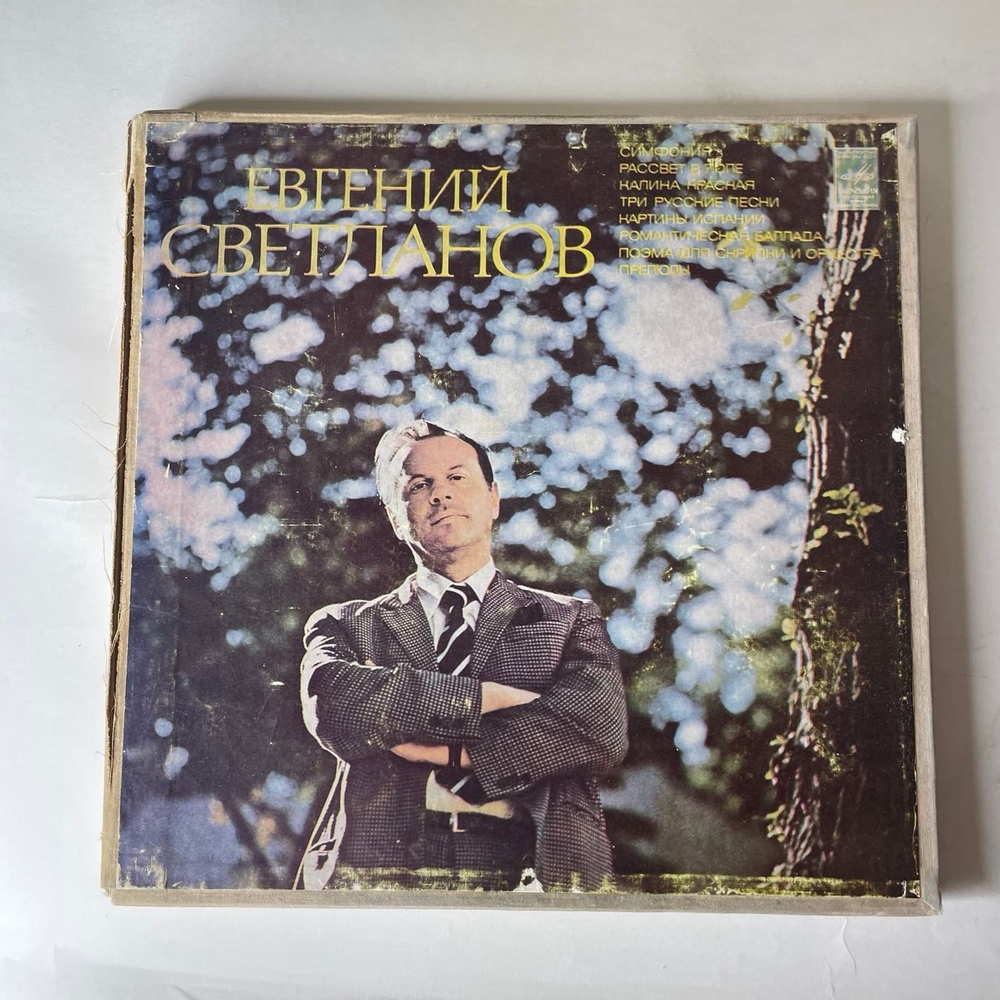 ЕВГЕНИЙ
СВЕТЛАНОВ
СИМФОНИЯ
РАССВЕТ В ПОЛЕ
КАЛИНА КРАСНАЯ
ТРИ РУССКИЕ ПЕСНИ
КАРТИНЫ ИСПАНИИ
РОМАНТИЧЕСКАЯ БАЛЛАДА
ПОЭМА ДЛЯ СКРИПКИ И ОРКЕСТРА
ПРЕЛЮДЫ
МЕЛОДИЯ